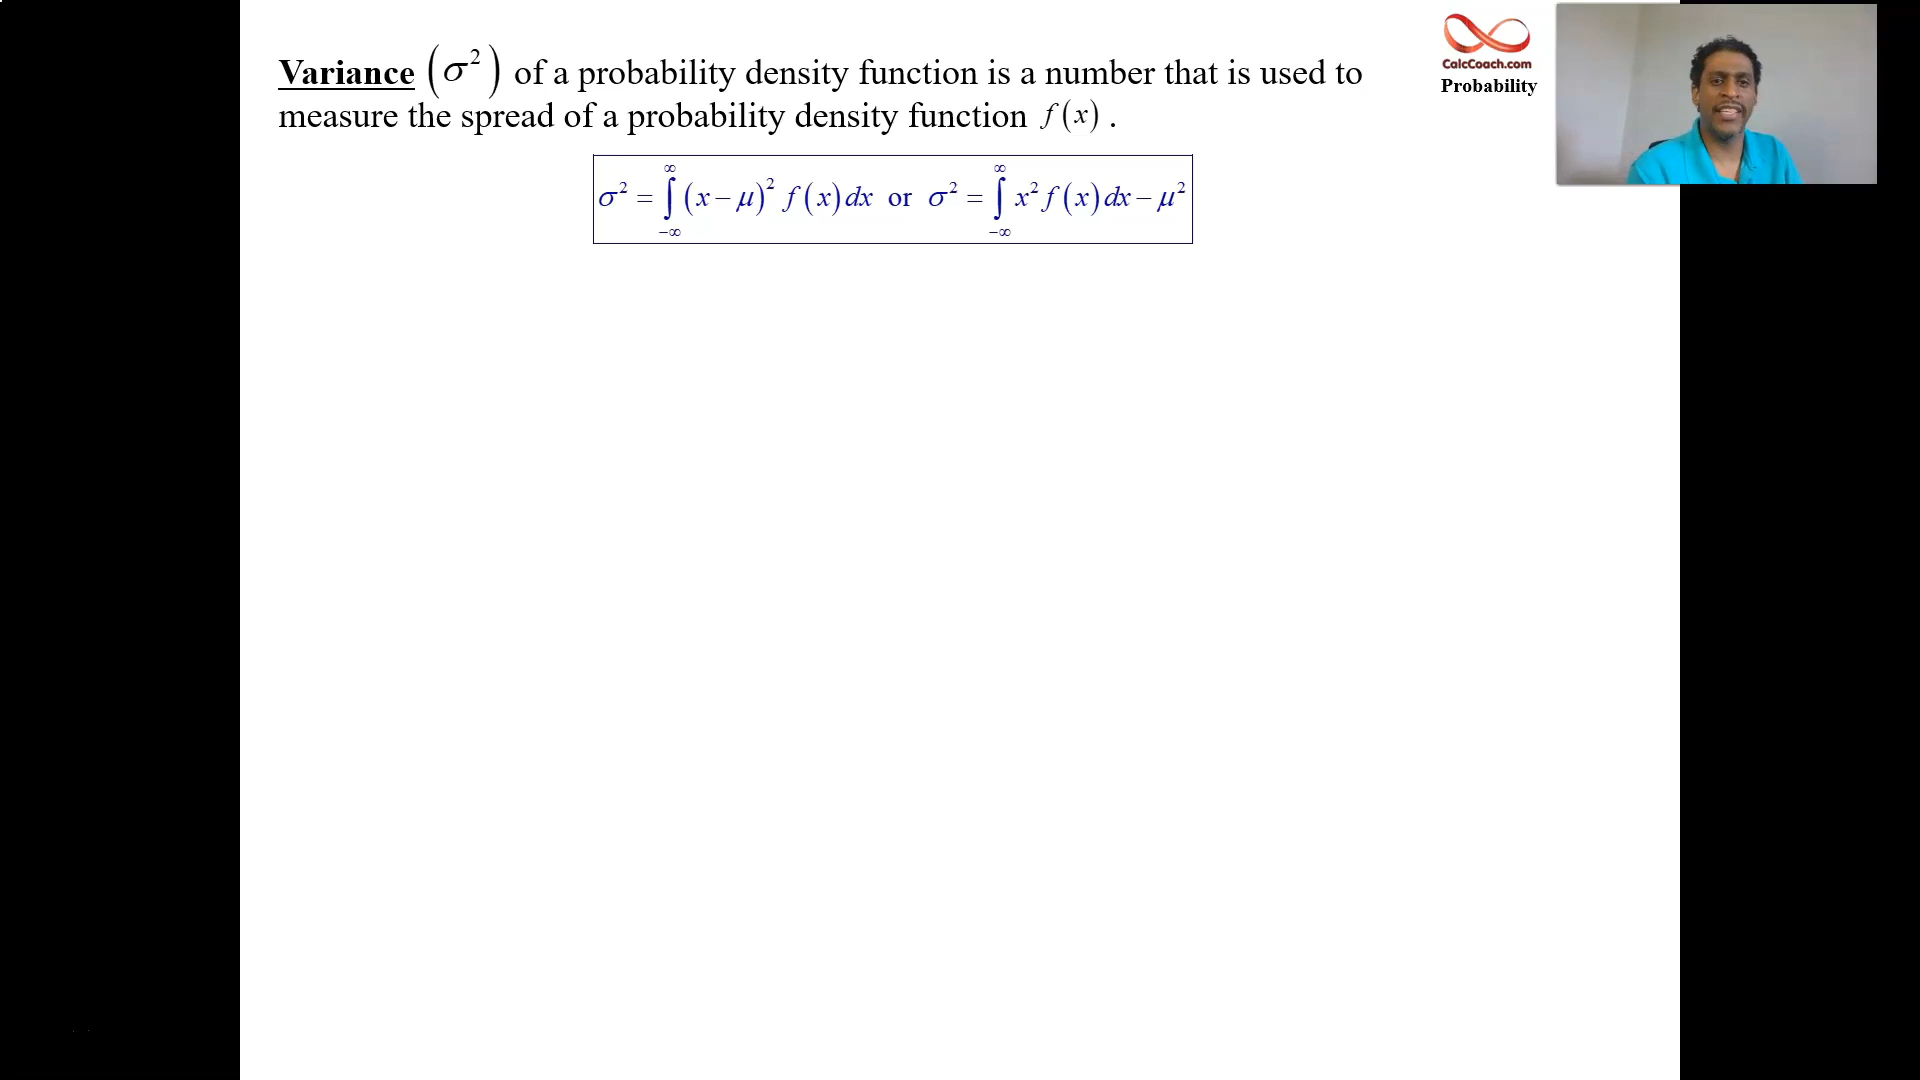 Variance (σ²) of a probability density function is a number that is used to
measure the spread of a probability density function f(x).
σ² = ∫_{-∞}^{∞} (x − μ)² f(x) dx or σ² = ∫_{-∞}^{∞} x² f(x) dx − μ²
CalcCoach.com
Probability